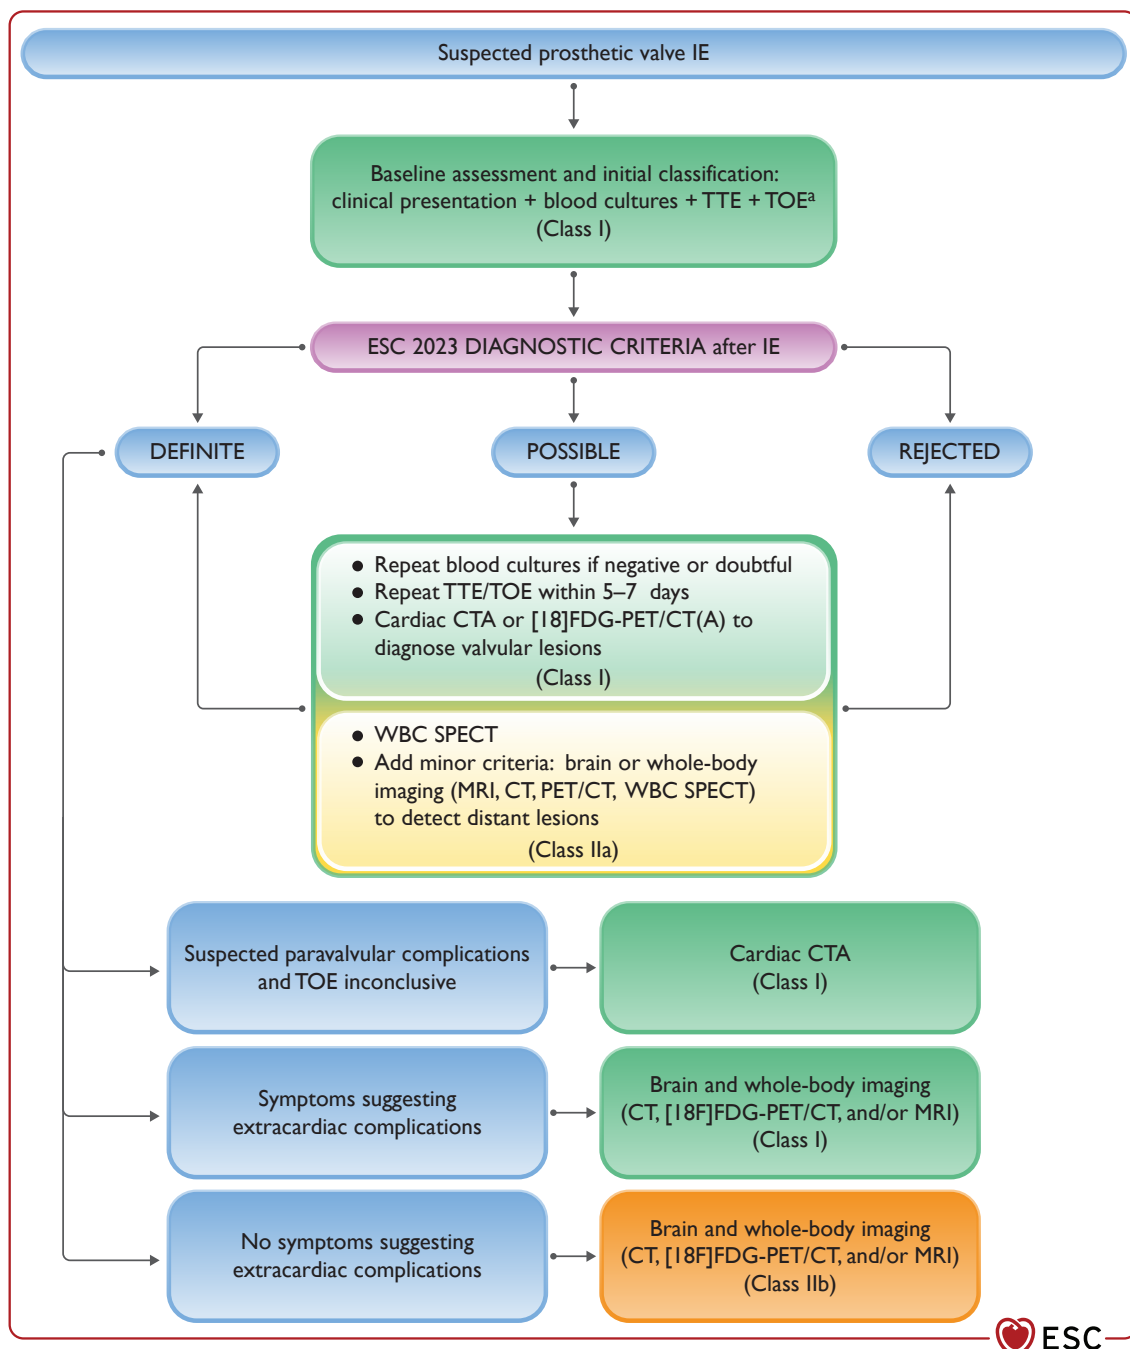 Suspected prosthetic valve IE
Baseline assessment and initial classification:
clinical presentation + blood cultures + TTE + TOEª
(Class I)
ESC 2023 DIAGNOSTIC CRITERIA after IE
DEFINITE
POSSIBLE
REJECTED
● Repeat blood cultures if negative or doubtful
● Repeat TTE/TOE within 5–7 days
● Cardiac CTA or [18]FDG-PET/CT(A) to
diagnose valvular lesions
(Class I)
● WBC SPECT
● Add minor criteria: brain or whole-body
imaging (MRI, CT, PET/CT, WBC SPECT)
to detect distant lesions
(Class IIa)
Suspected paravalvular complications
and TOE inconclusive
Cardiac CTA
(Class I)
Symptoms suggesting
extracardiac complications
Brain and whole-body imaging
(CT, [18F]FDG-PET/CT, and/or MRI)
(Class I)
No symptoms suggesting
extracardiac complications
Brain and whole-body imaging
(CT, [18F]FDG-PET/CT, and/or MRI)
(Class IIb)
ESC